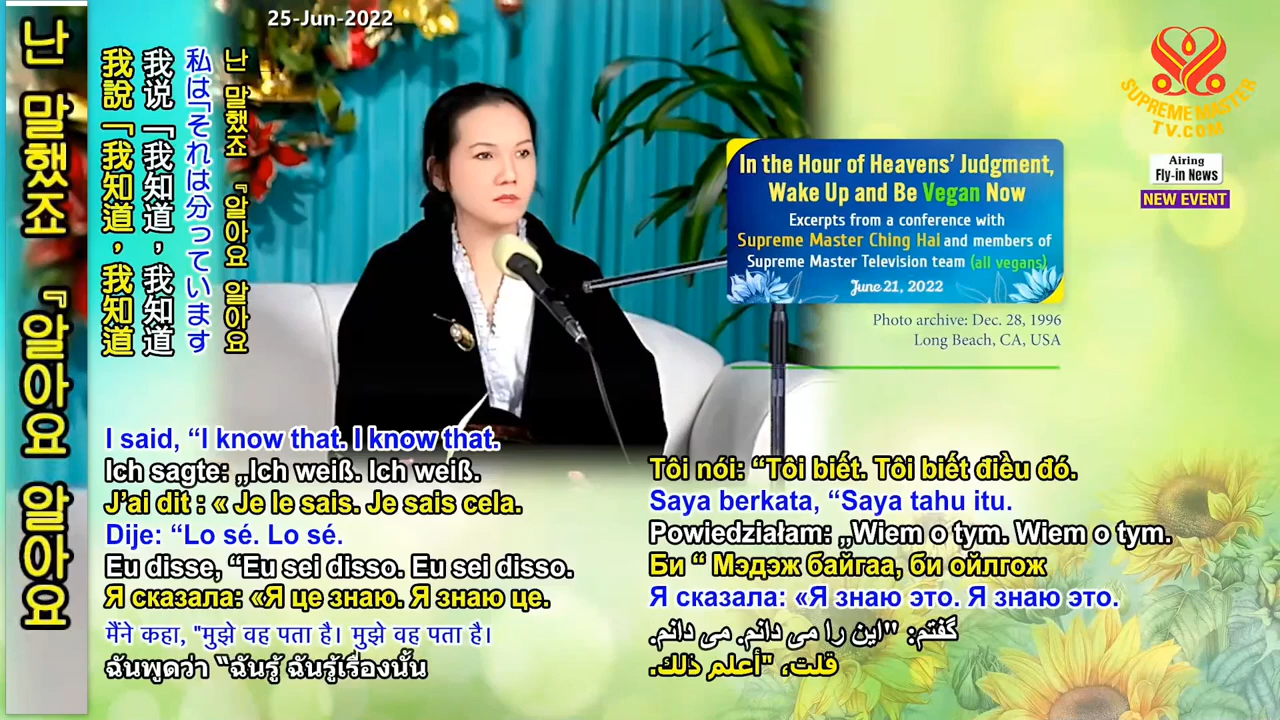 25-Jun-2022
난 말했죠 『알아요 알아요
난 말했죠 『알아요 알아요
私は「それは分っています
我说「我知道，我知道
我說「我知道，我知道
SUPREME MASTER
TV.COM
Airing
Fly-in News
NEW EVENT
In the Hour of Heavens' Judgment,
Wake Up and Be Vegan Now
Excerpts from a conference with
Supreme Master Ching Hai and members of
Supreme Master Television team (all vegans)
June 21, 2022
Photo archive: Dec. 28, 1996
Long Beach, CA, USA
I said, “I know that. I know that.
Ich sagte: „Ich weiß. Ich weiß.
J’ai dit : « Je le sais. Je sais cela.
Dije: “Lo sé. Lo sé.
Eu disse, “Eu sei disso. Eu sei disso.
Я сказала: «Я це знаю. Я знаю це.
मैंने कहा, "मुझे वह पता है। मुझे वह पता है।
ฉันพูดว่า “ฉันรู้ ฉันรู้เรื่องนั้น
Tôi nói: “Tôi biết. Tôi biết điều đó.
Saya berkata, “Saya tahu itu.
Powiedziałam: „Wiem o tym. Wiem o tym.
Би “ Мэдэж байгаа, би ойлгож
Я сказала: «Я знаю это. Я знаю это.
گفتم: "این را می دانم. می دانم.
قلت، "أعلم ذلك.